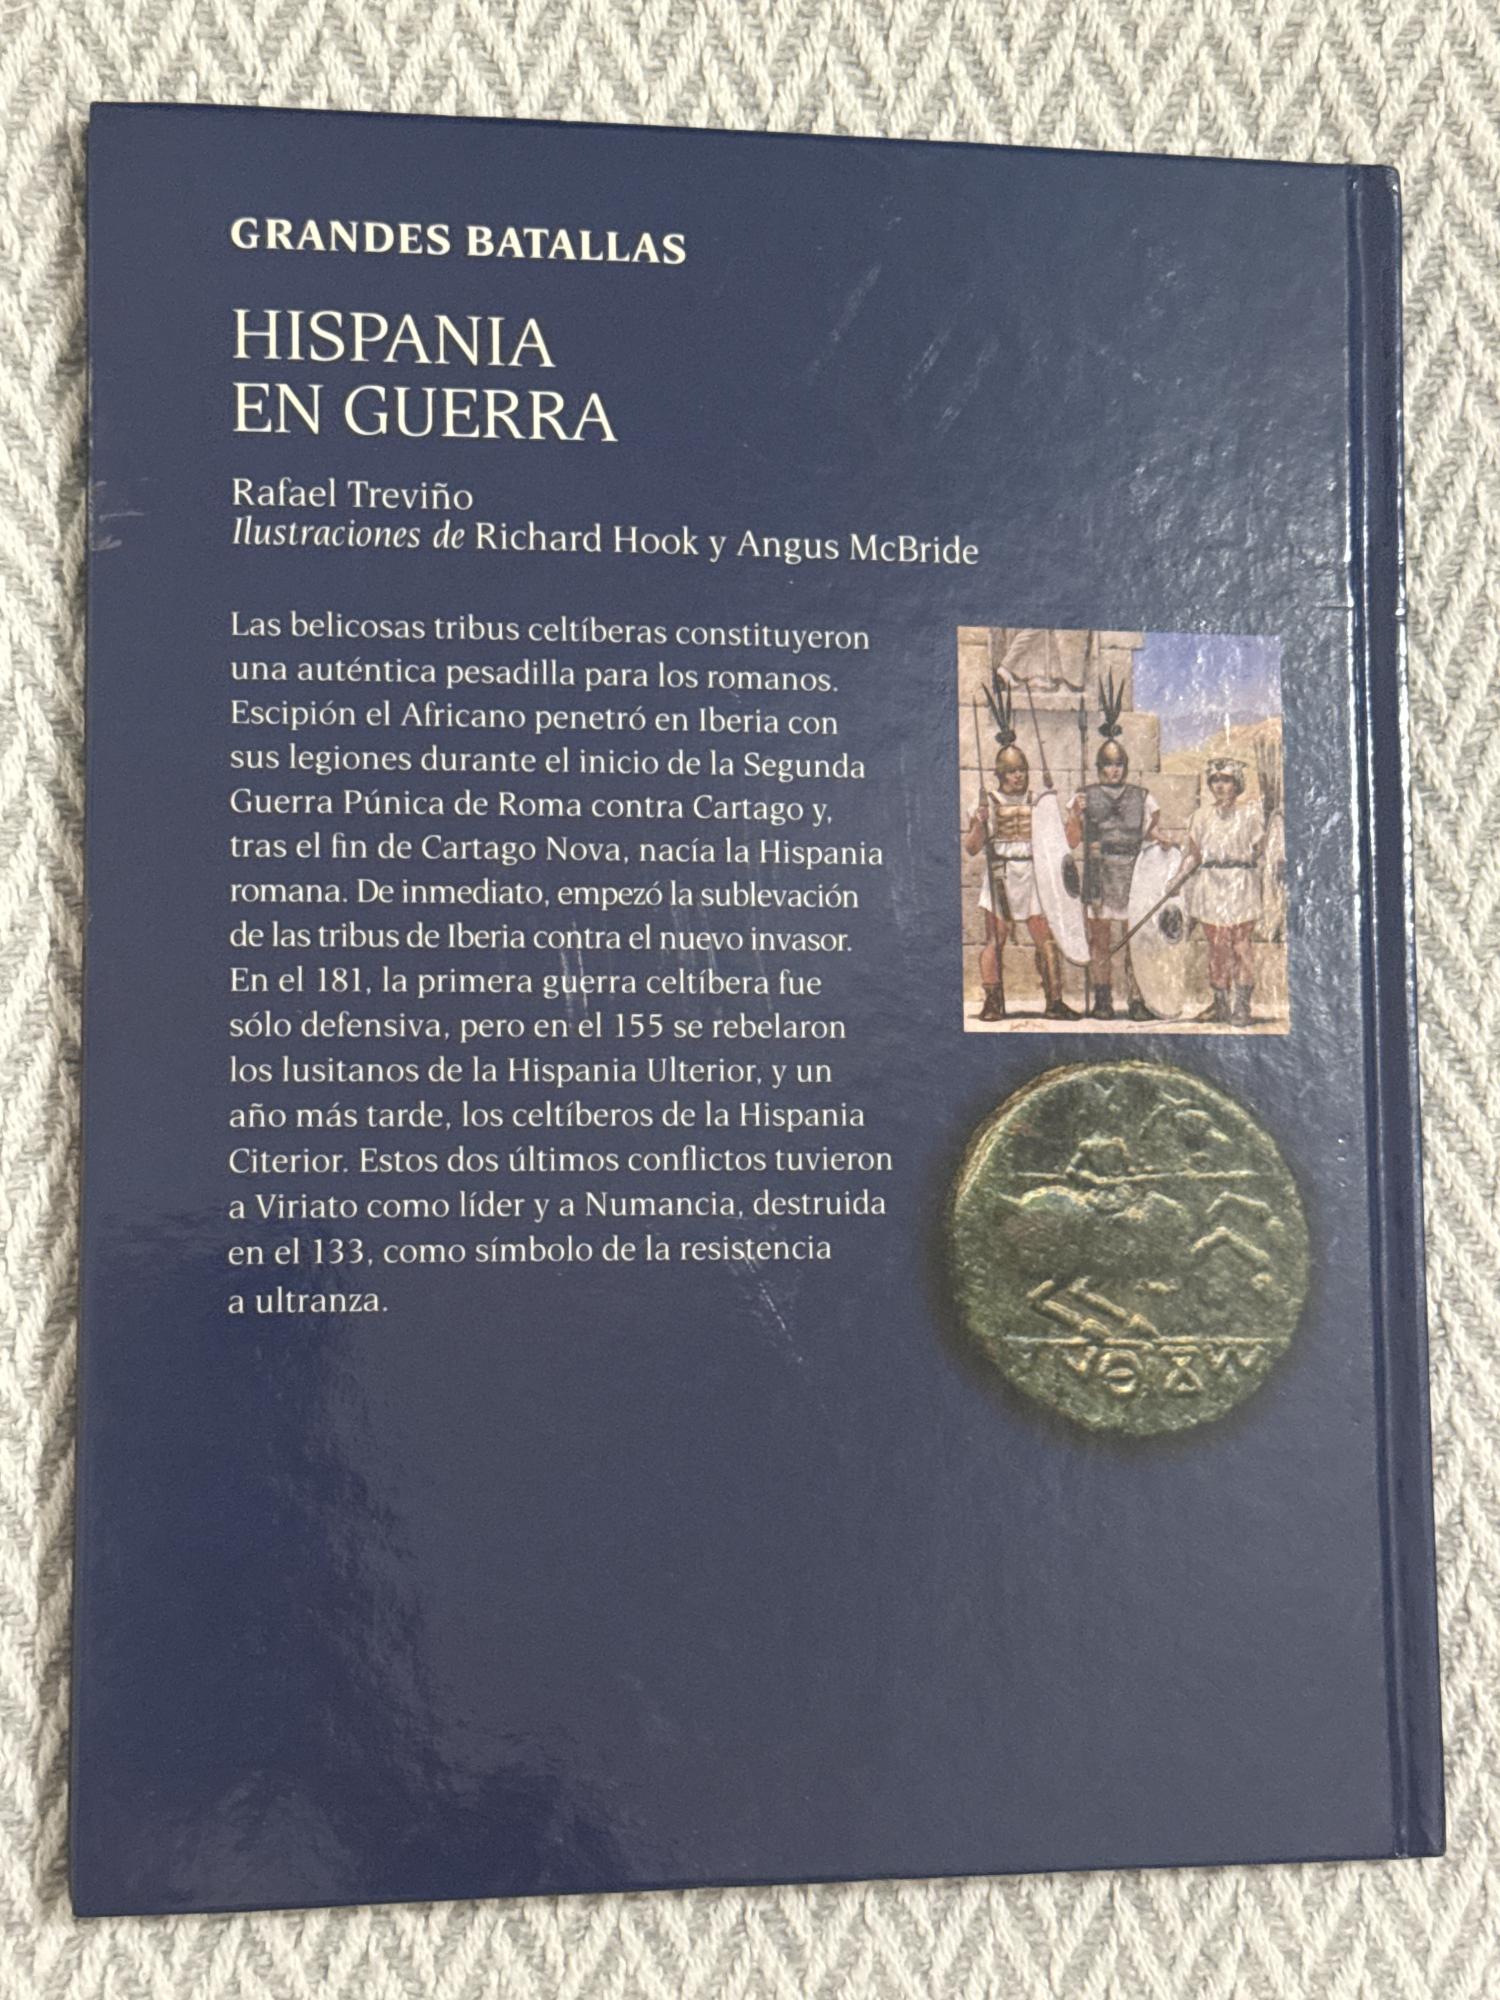 GRANDES BATALLAS
HISPANIA
EN GUERRA
Rafael Treviño
Ilustraciones de Richard Hook y Angus McBride
Las belicosas tribus celtíberas constituyeron
una auténtica pesadilla para los romanos.
Escipión el Africano penetró en Iberia con
sus legiones durante el inicio de la Segunda
Guerra Púnica de Roma contra Cartago y,
tras el fin de Cartago Nova, nacía la Hispania
romana. De inmediato, empezó la sublevación
de las tribus de Iberia contra el nuevo invasor.
En el 181, la primera guerra celtíbera fue
sólo defensiva, pero en el 155 se rebelaron
los lusitanos de la Hispania Ulterior, y un
año más tarde, los celtíberos de la Hispania
Citerior. Estos dos últimos conflictos tuvieron
a Viriato como líder y a Numancia, destruida
en el 133, como símbolo de la resistencia
a ultranza.